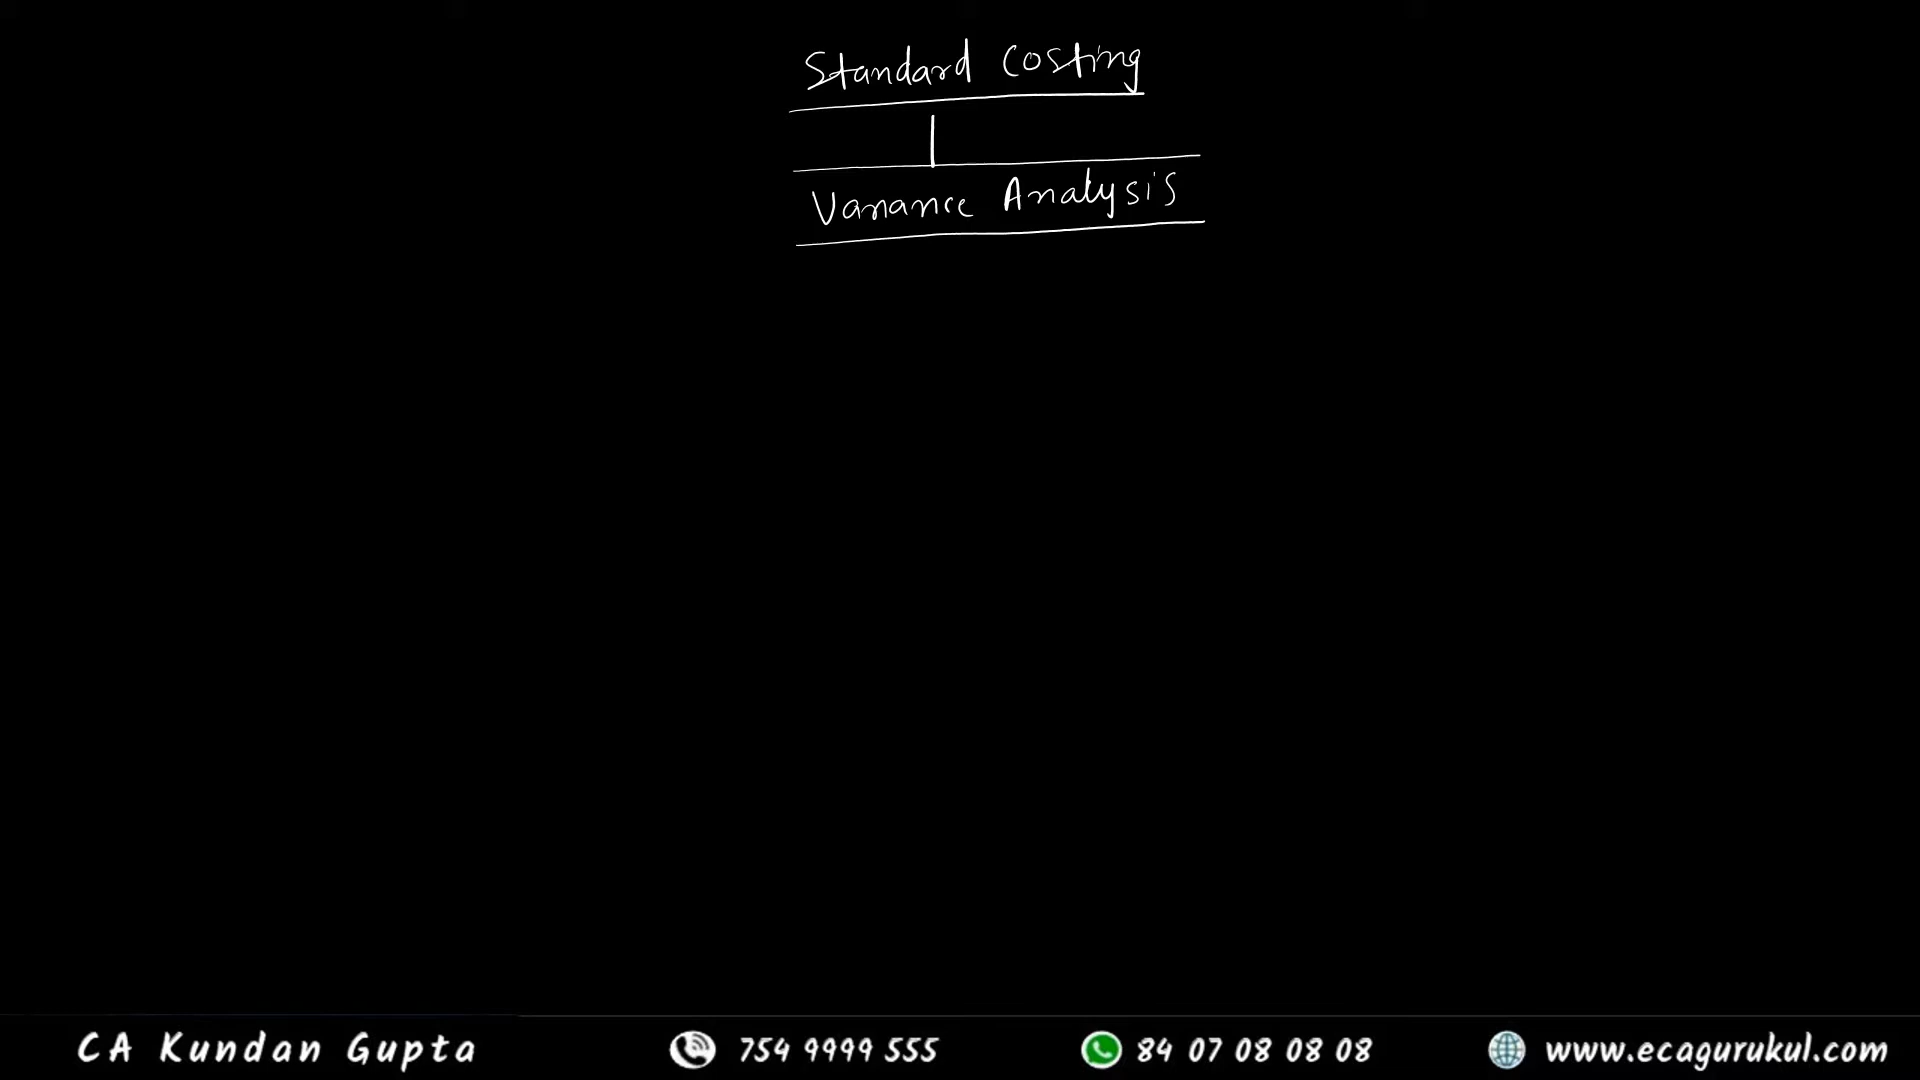 Standard Costing
Variance Analysis
CA Kundan Gupta 754 9999 555 84 07 08 08 08 www.ecagurukul.com